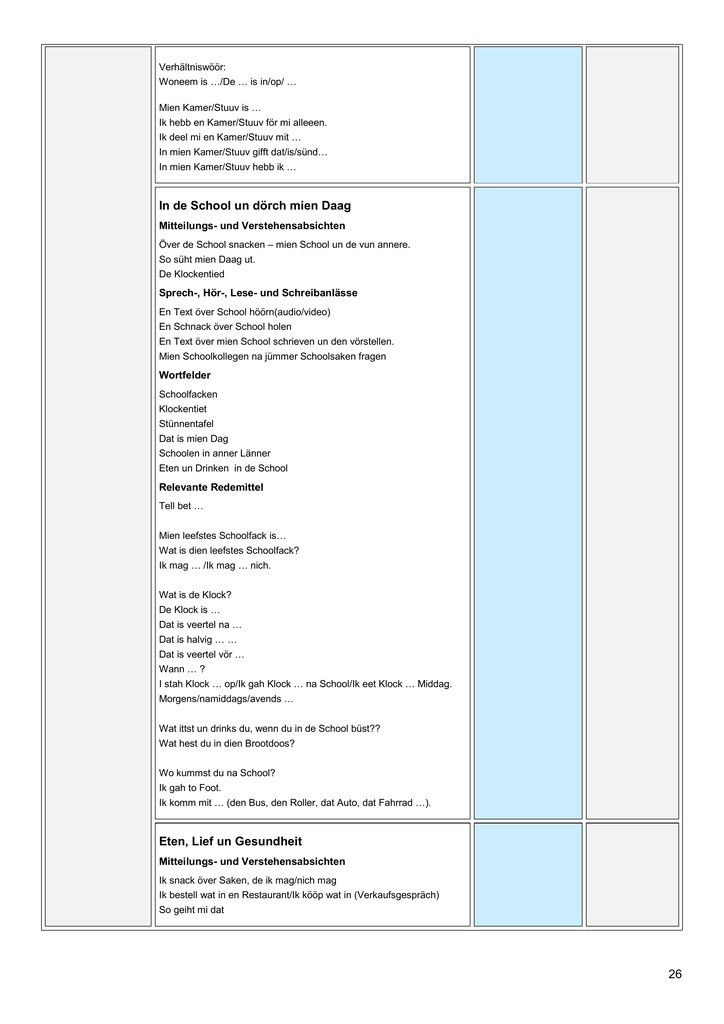 Verhältniswöör:
Woneem is …/De … is in/op/ …
Mien Kamer/Stuuv is …
Ik hebb en Kamer/Stuuv för mi alleeen.
Ik deel mi en Kamer/Stuuv mit …
In mien Kamer/Stuuv gifft dat/is/sünd…
In mien Kamer/Stuuv hebb ik …
In de School un dörch mien Daag
Mitteilungs- und Verstehensabsichten
Över de School snacken – mien School un de vun annere.
So süht mien Daag ut.
De Klockentied
Sprech-, Hör-, Lese- und Schreibanlässe
En Text över School höörn(audio/video)
En Schnack över School holen
En Text över mien School schrieven un den vörstellen.
Mien Schoolkollegen na jümmer Schoolsaken fragen
Wortfelder
Schoolfacken
Klockentiet
Stünnentafel
Dat is mien Dag
Schoolen in anner Länner
Eten un Drinken  in de School
Relevante Redemittel
Tell bet …
Mien leefstes Schoolfack is…
Wat is dien leefstes Schoolfack?
Ik mag … /Ik mag … nich.
Wat is de Klock?
De Klock is …
Dat is veertel na …
Dat is halvig … …
Dat is veertel vör …
Wann … ?
I stah Klock … op/Ik gah Klock … na School/Ik eet Klock … Middag.
Morgens/namiddags/avends …
Wat ittst un drinks du, wenn du in de School büst??
Wat hest du in dien Brootdoos?
Wo kummst du na School?
Ik gah to Foot.
Ik komm mit … (den Bus, den Roller, dat Auto, dat Fahrrad …).
Eten, Lief un Gesundheit
Mitteilungs- und Verstehensabsichten
Ik snack över Saken, de ik mag/nich mag
Ik bestell wat in en Restaurant/Ik kööp wat in (Verkaufsgespräch)
So geiht mi dat
26